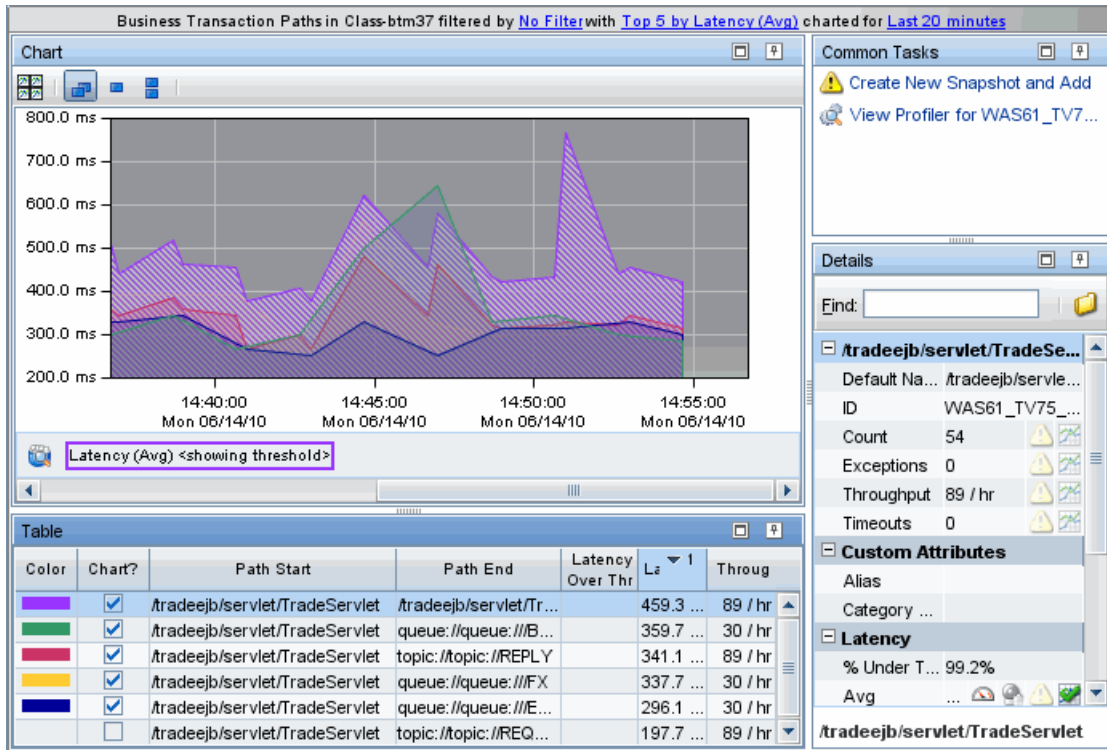 Business Transaction Paths in Class-btm37 filtered by No Filter with Top 5 by Latency (Avg) charted for Last 20 minutes
Chart
800.0 ms
700.0 ms
600.0 ms
500.0 ms
400.0 ms
300.0 ms
200.0 ms
14:40:00 14:45:00 14:50:00 14:55:00
Mon 06/14/10 Mon 06/14/10 Mon 06/14/10 Mon 06/14/10
Latency (Avg) <showing threshold>
Table
Color Chart? Path Start Path End Latency Over Thr La 1 Throug
/tradeejb/servlet/TradeServlet /tradeejb/servlet/Tr... 459.3 ... 89 / hr
/tradeejb/servlet/TradeServlet queue://queue:///B... 359.7 ... 30 / hr
/tradeejb/servlet/TradeServlet topic://topic://REPLY 341.1 ... 89 / hr
/tradeejb/servlet/TradeServlet queue://queue:///FX 337.7 ... 30 / hr
/tradeejb/servlet/TradeServlet queue://queue:///E... 296.1 ... 30 / hr
/tradeejb/servlet/TradeServlet topic://topic://REQ... 197.7 ... 89 / hr
Common Tasks
Create New Snapshot and Add
View Profiler for WAS61_TV7...
Details
Find:
/tradeejb/servlet/TradeSe...
Default Na... /tradeejb/servle...
ID WAS61_TV75_...
Count 54
Exceptions 0
Throughput 89 / hr
Timeouts 0
Custom Attributes
Alias
Category ...
Latency
% Under T... 99.2%
Avg ...
/tradeejb/servlet/TradeServlet